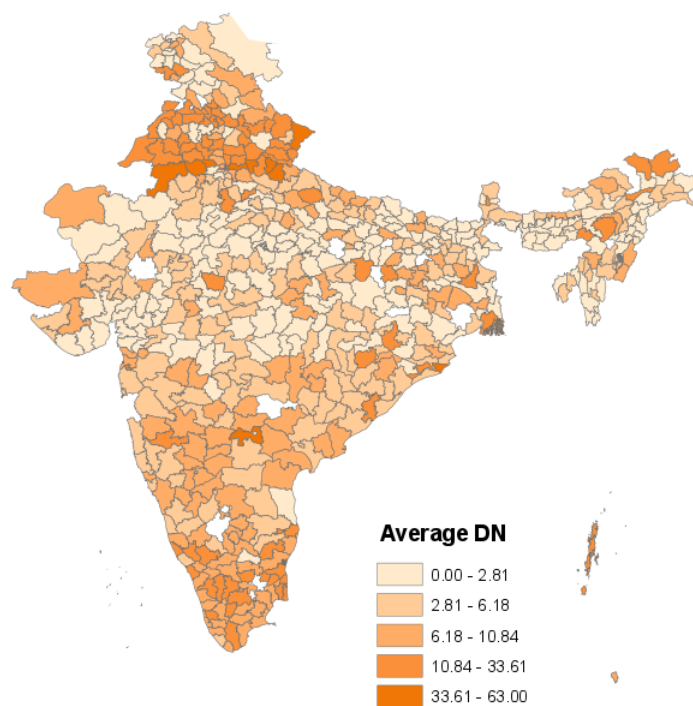 Average DN
0.00 - 2.81
2.81 - 6.18
6.18 - 10.84
10.84 - 33.61
33.61 - 63.00